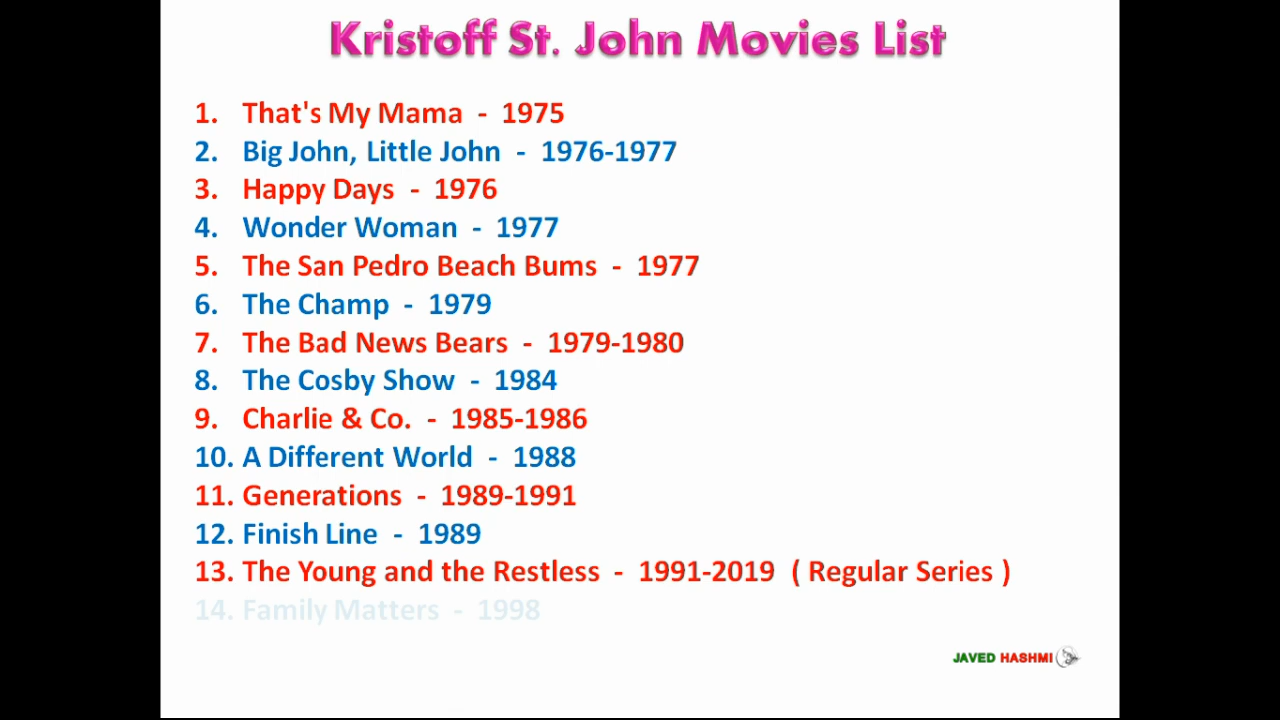 Kristoff St. John Movies List
1. That's My Mama - 1975
2. Big John, Little John - 1976-1977
3. Happy Days - 1976
4. Wonder Woman - 1977
5. The San Pedro Beach Bums - 1977
6. The Champ - 1979
7. The Bad News Bears - 1979-1980
8. The Cosby Show - 1984
9. Charlie & Co. - 1985-1986
10. A Different World - 1988
11. Generations - 1989-1991
12. Finish Line - 1989
13. The Young and the Restless - 1991-2019 ( Regular Series )
14. Family Matters - 1998
JAVED HASHMI